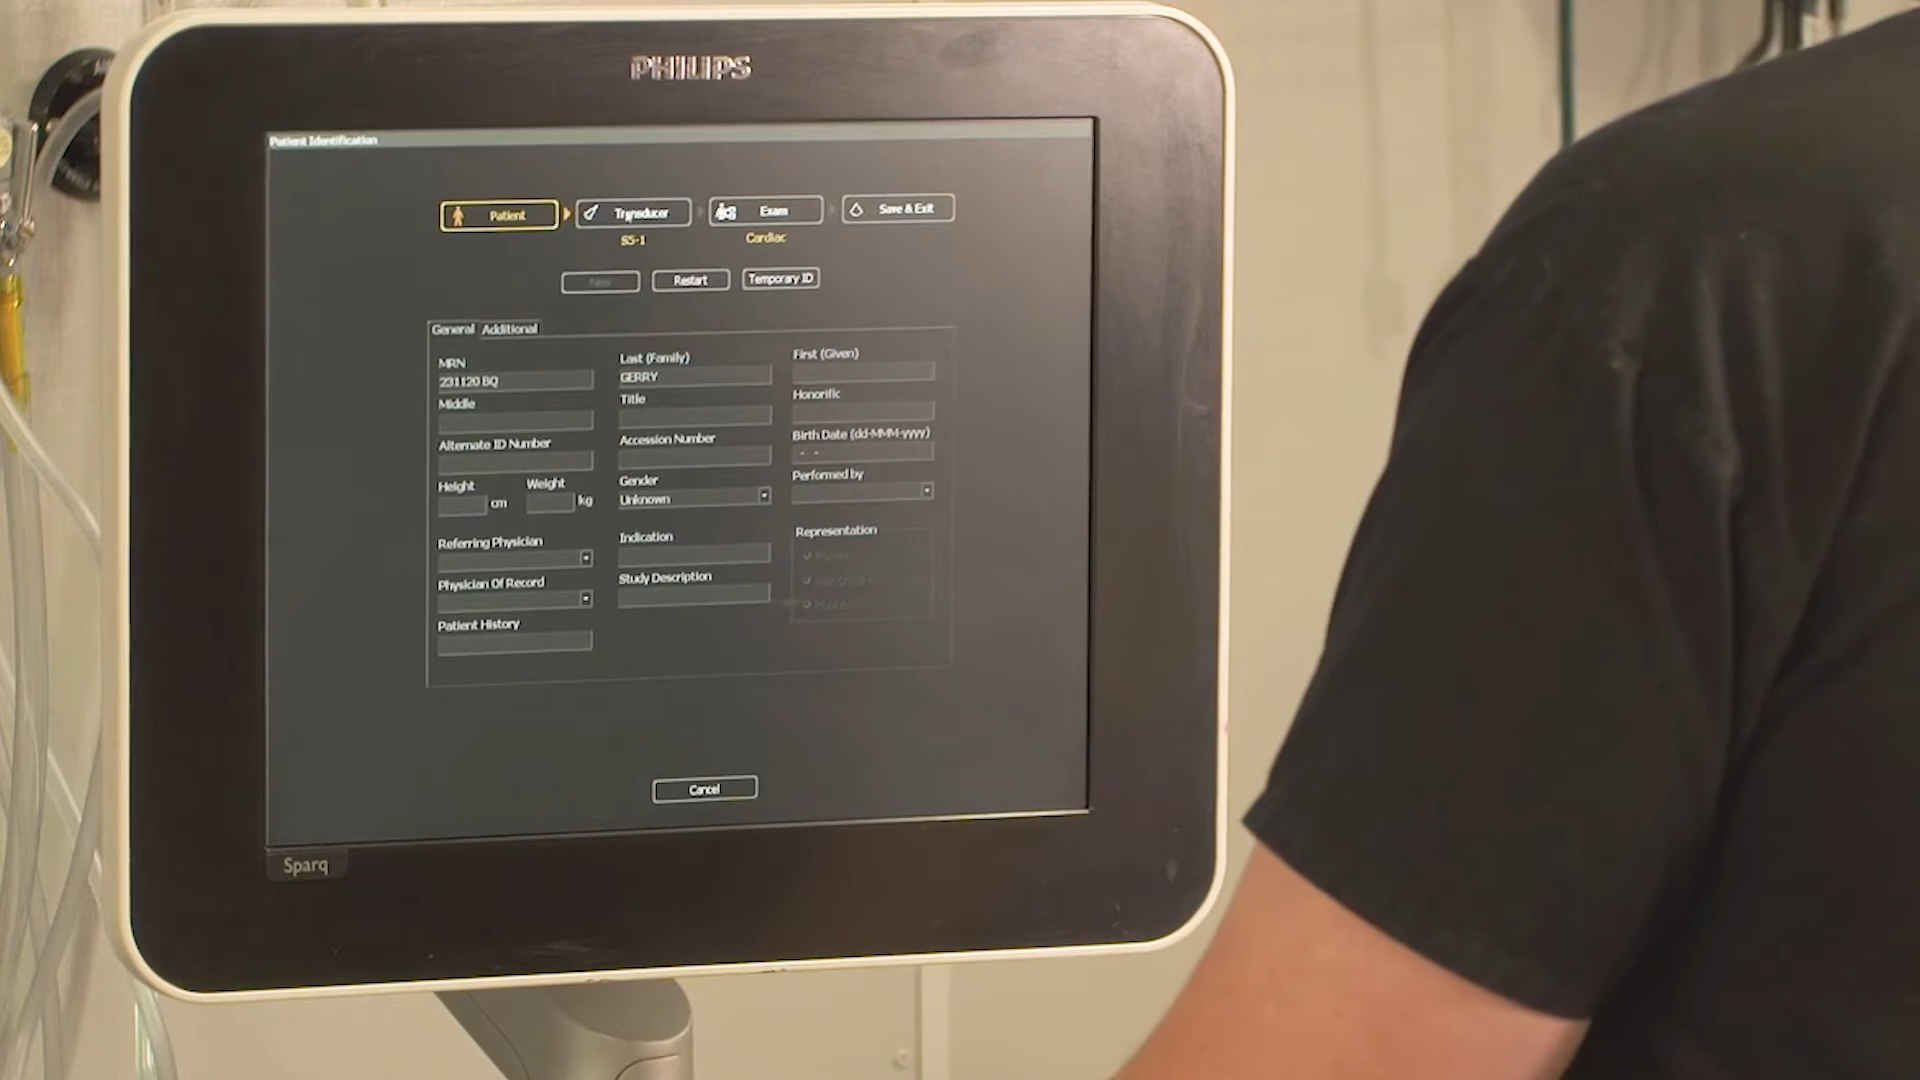 PHILIPS
Patient Identification
Patient
Transducer
Exam
Save & Exit
S5-1
Cardiac
New
Restart
Temporary ID
General
Additional
MRN
Last (Family)
First (Given)
231120 BQ
GERRY
Middle
Title
Honorific
Alternate ID Number
Accession Number
Birth Date (dd-MMM-yyyy)
- -
Height
Weight
Gender
Performed by
cm
kg
Unknown
Referring Physician
Indication
Representation
Physician Of Record
Study Description
Patient History
Cancel
Sparq